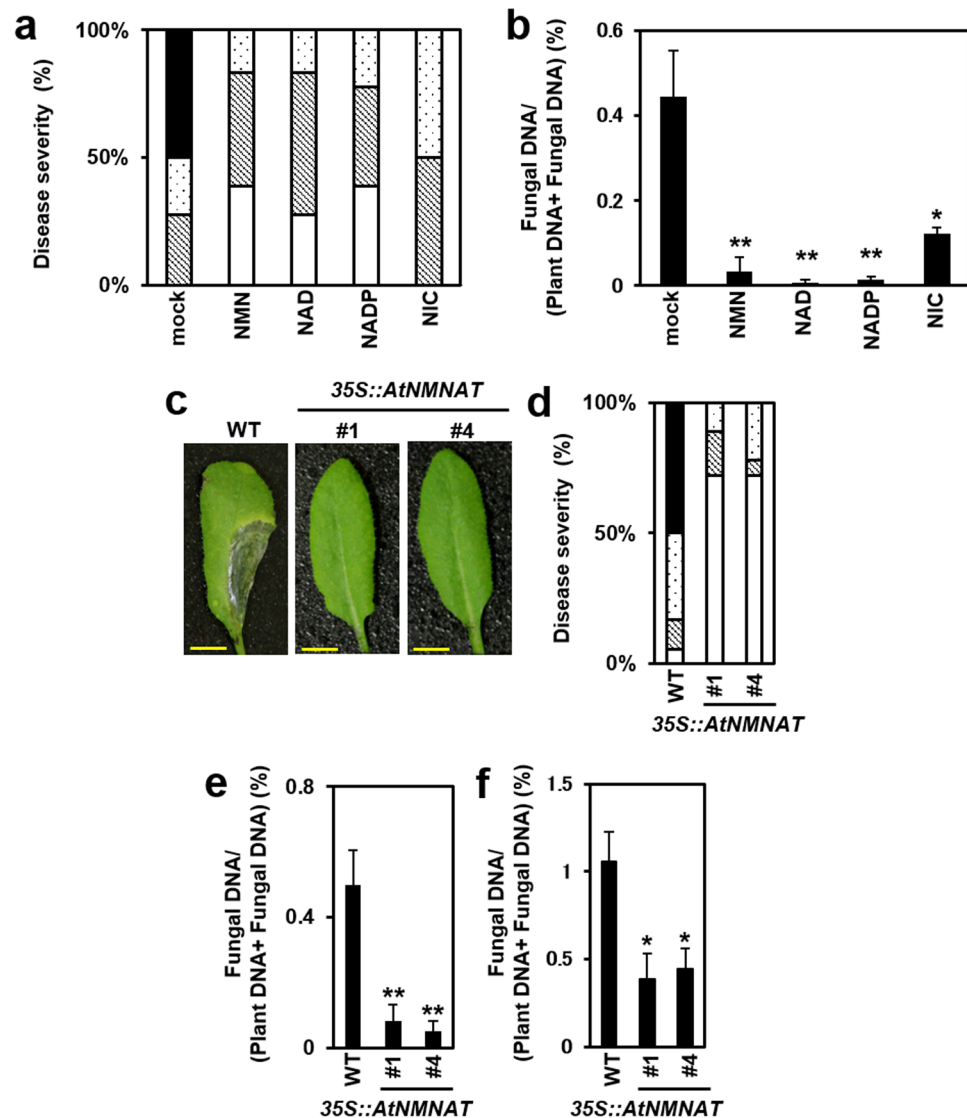 a
Disease severity (%)
100%
50%
0%
mock
NMN
NAD
NADP
NIC
b
Fungal DNA/
(Plant DNA+ Fungal DNA) (%)
0.6
0.4
0.2
0
**
**
**
*
mock
NMN
NAD
NADP
NIC
c
35S::AtNMNAT
WT
#1
#4
d
Disease severity (%)
100%
50%
0%
WT
#1
#4
35S::AtNMNAT
e
Fungal DNA/
(Plant DNA+ Fungal DNA) (%)
0.8
0.4
0
**
**
WT
#1
#4
35S::AtNMNAT
f
Fungal DNA/
(Plant DNA+ Fungal DNA) (%)
1.5
1
0.5
0
*
*
WT
#1
#4
35S::AtNMNAT